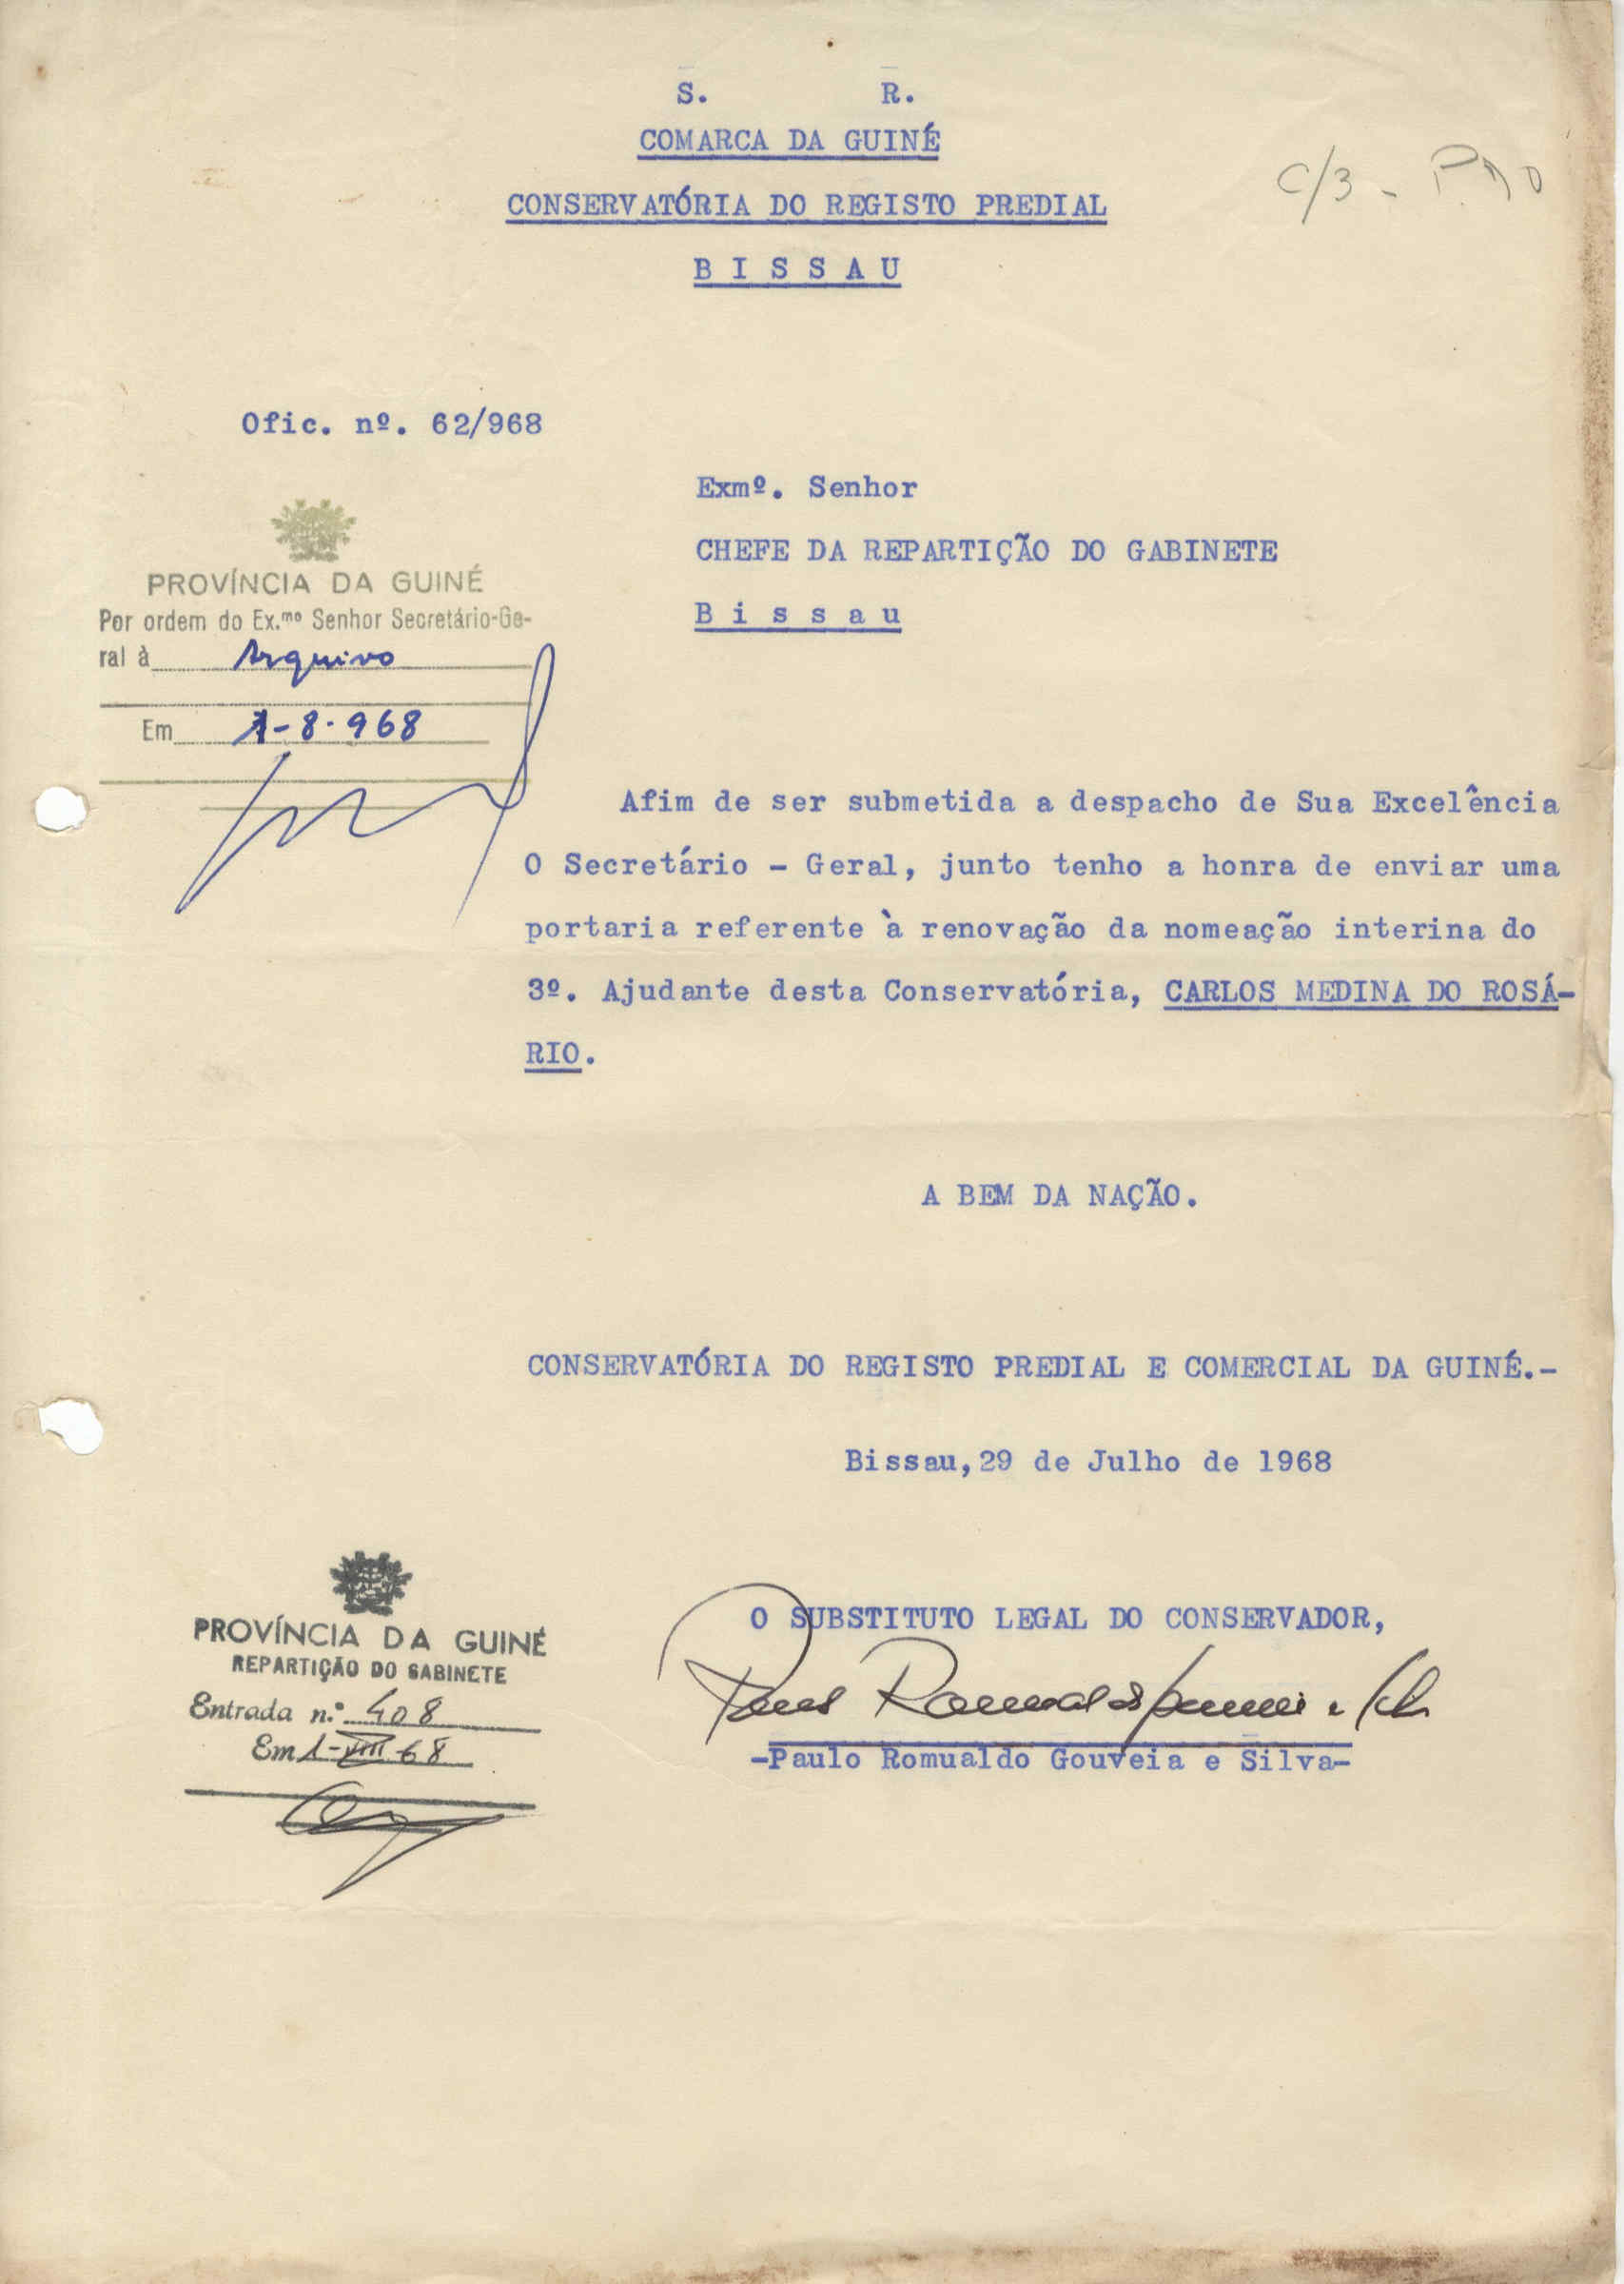 S. R.
COMARCA DA GUINÉ
C/3 -
CONSERVATÓRIA DO REGISTO PREDIAL
B I S S A U
Ofic. nº. 62/968
Exmº. Senhor
CHEFE DA REPARTIÇÃO DO GABINETE
B i s s a u
PROVÍNCIA DA GUINÉ
Por ordem do Ex.mo Senhor Secretário-Ge-
ral à Arquivo
Em 1-8-968
Afim de ser submetida a despacho de Sua Excelência
O Secretário - Geral, junto tenho a honra de enviar uma
portaria referente à renovação da nomeação interina do
3º. Ajudante desta Conservatória, CARLOS MEDINA DO ROSÁ-
RIO.
A BEM DA NAÇÃO.
CONSERVATÓRIA DO REGISTO PREDIAL E COMERCIAL DA GUINÉ.-
Bissau, 29 de Julho de 1968
O SUBSTITUTO LEGAL DO CONSERVADOR,
-Paulo Romualdo Gouveia e Silva-
PROVÍNCIA DA GUINÉ
REPARTIÇÃO DO GABINETE
Entrada n.º 408
Em 1-VIII-68